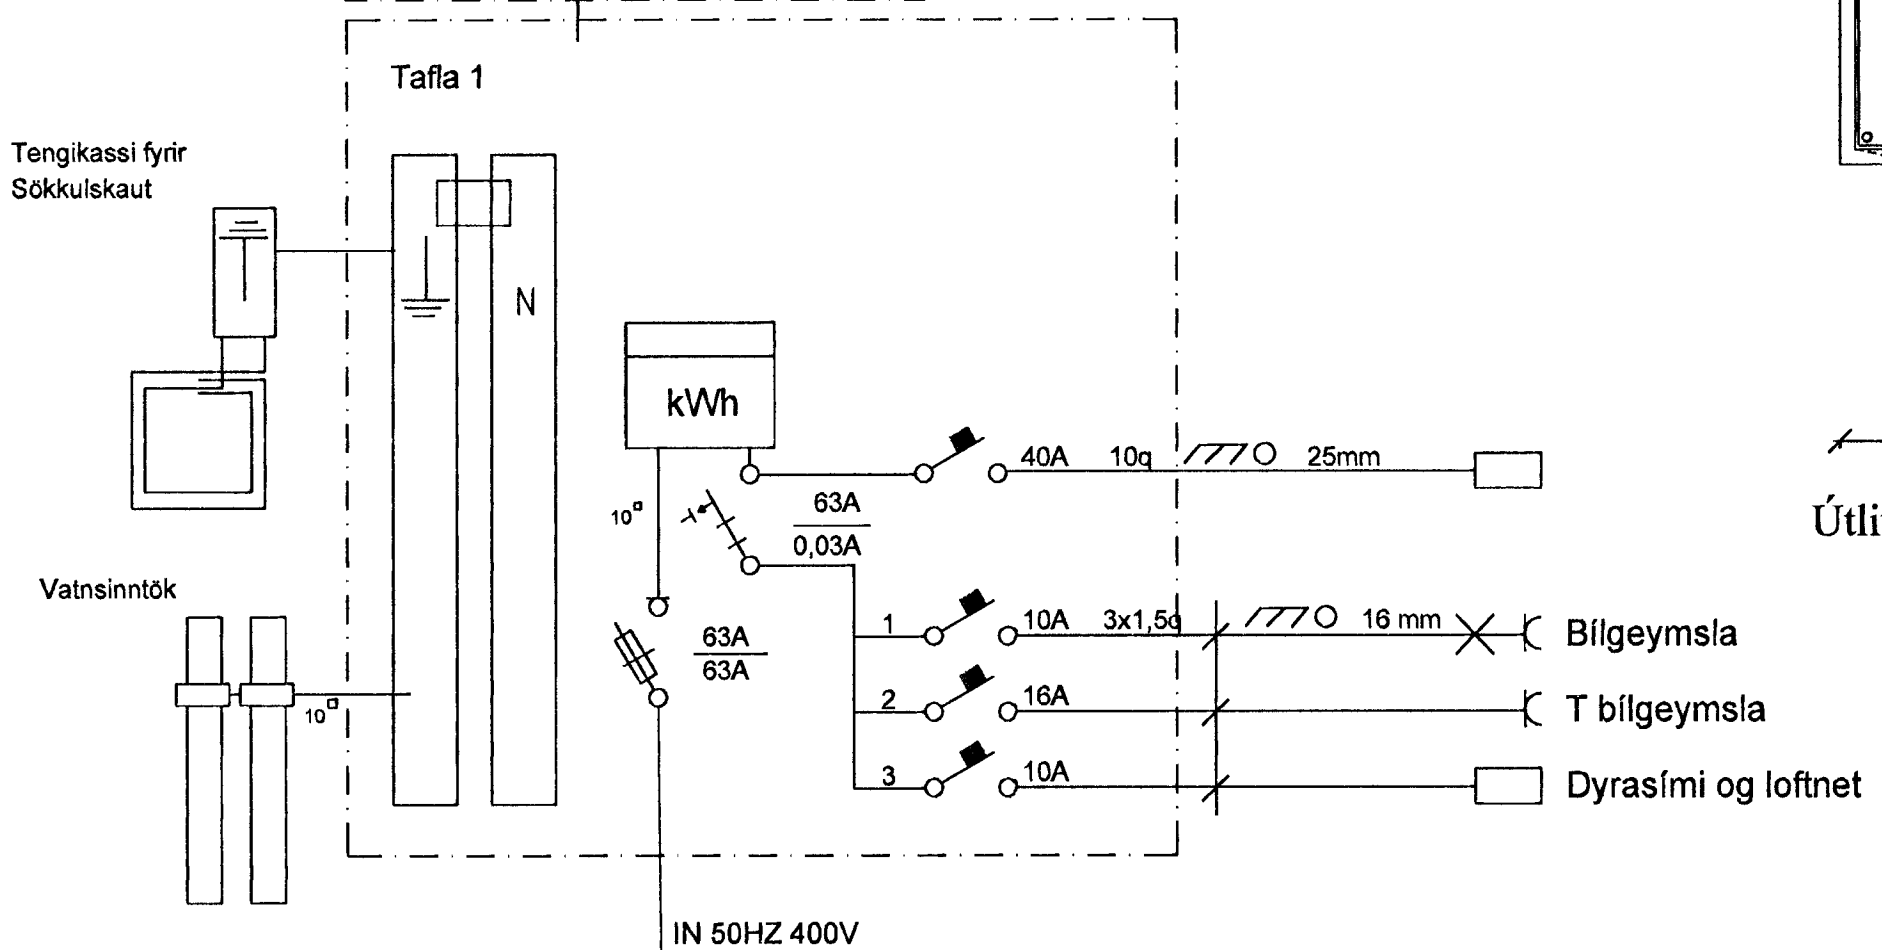 Tafla 1
Tengikassi fyrir
Sökkulskaut
N
kWh
40A 10q 25mm
10¤
63A
0,03A
Útli
Vatnsinntök
1 10A 3x1,5q 16 mm Bílgeymsla
63A
63A
2 16A T bílgeymsla
10¤
3 10A Dyrasími og loftnet
IN 50HZ 400V